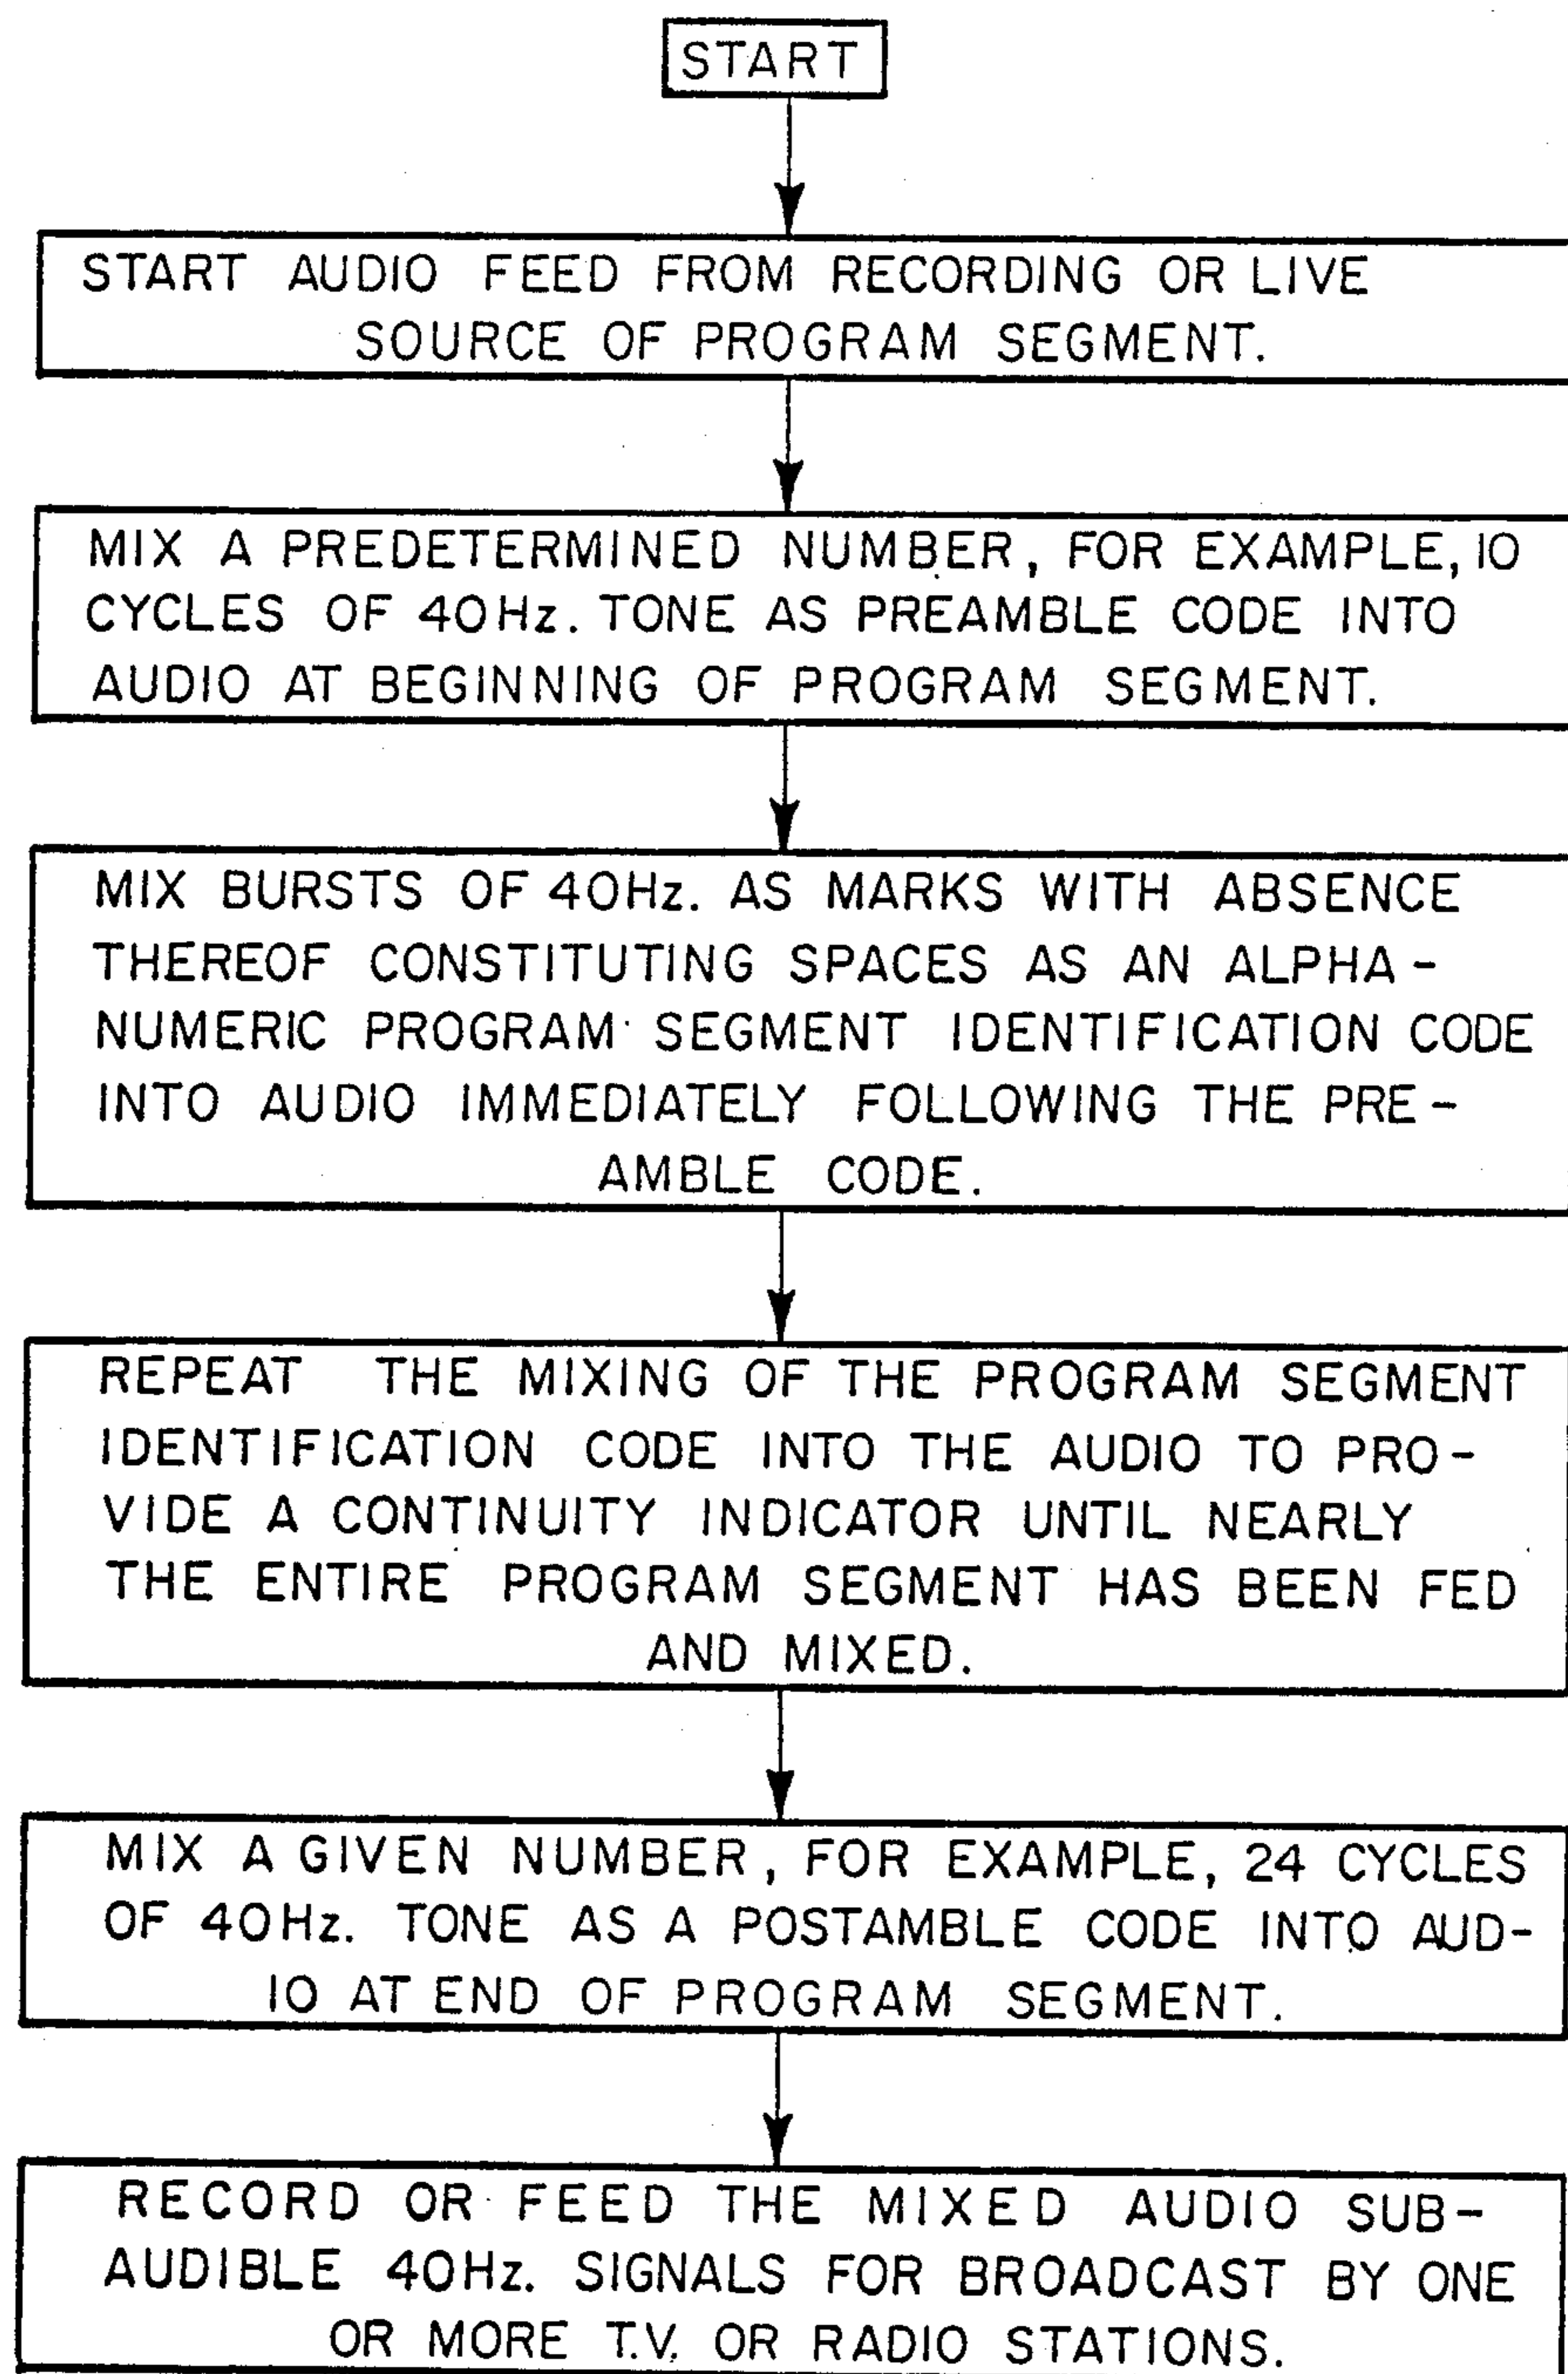 START
START AUDIO FEED FROM RECORDING OR LIVE
SOURCE OF PROGRAM SEGMENT.
MIX A PREDETERMINED NUMBER, FOR EXAMPLE, 10
CYCLES OF 40Hz. TONE AS PREAMBLE CODE INTO
AUDIO AT BEGINNING OF PROGRAM SEGMENT.
MIX BURSTS OF 40Hz. AS MARKS WITH ABSENCE
THEREOF CONSTITUTING SPACES AS AN ALPHA-
NUMERIC PROGRAM SEGMENT IDENTIFICATION CODE
INTO AUDIO IMMEDIATELY FOLLOWING THE PRE-
AMBLE CODE.
REPEAT THE MIXING OF THE PROGRAM SEGMENT
IDENTIFICATION CODE INTO THE AUDIO TO PRO-
VIDE A CONTINUITY INDICATOR UNTIL NEARLY
THE ENTIRE PROGRAM SEGMENT HAS BEEN FED
AND MIXED.
MIX A GIVEN NUMBER, FOR EXAMPLE, 24 CYCLES
OF 40Hz. TONE AS A POSTAMBLE CODE INTO AUD-
IO AT END OF PROGRAM SEGMENT.
RECORD OR FEED THE MIXED AUDIO SUB-
AUDIBLE 40Hz. SIGNALS FOR BROADCAST BY ONE
OR MORE T.V. OR RADIO STATIONS.